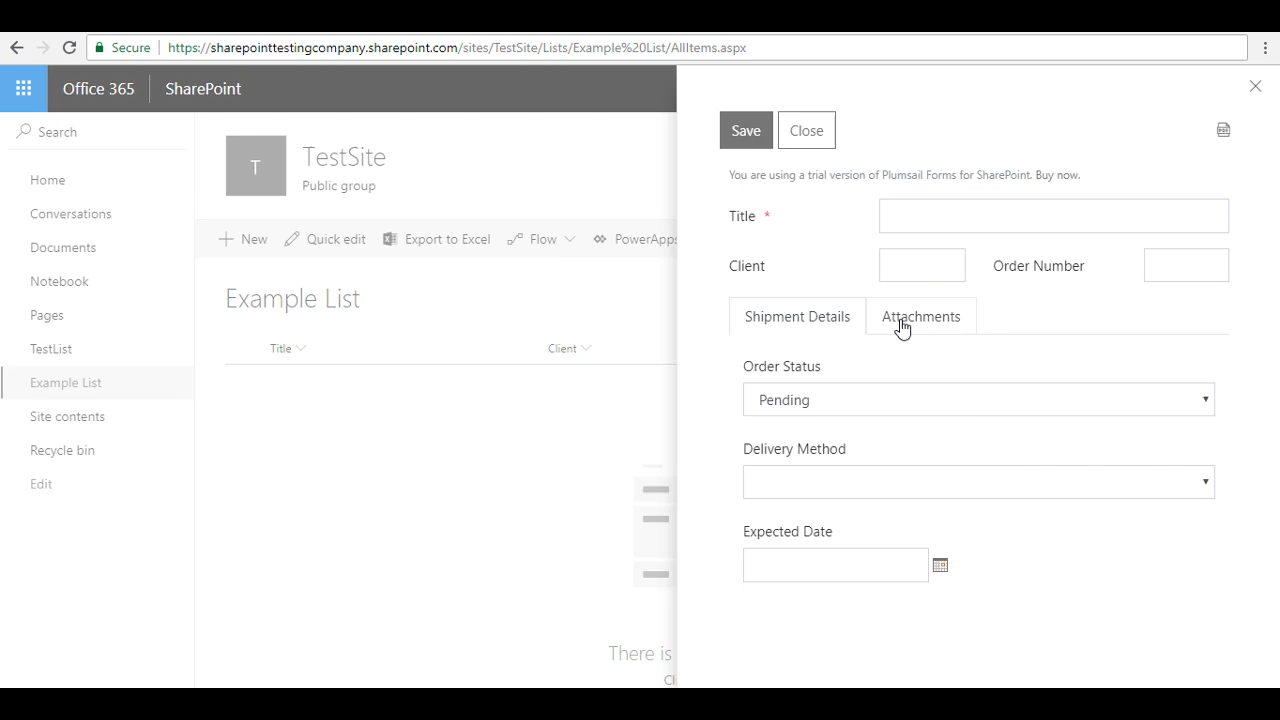 Secure https://sharepointtestingcompany.sharepoint.com/sites/TestSite/Lists/Example%20List/AllItems.aspx
Office 365 SharePoint
Search
Home
Conversations
Documents
Notebook
Pages
TestList
Example List
Site contents
Recycle bin
Edit
T
TestSite
Public group
New Quick edit Export to Excel Flow PowerApps
Example List
Title Client
There is
Cl
Save Close
PDF
You are using a trial version of Plumsail Forms for SharePoint. Buy now.
Title *
Client Order Number
Shipment Details Attachments
Order Status
Pending
Delivery Method
Expected Date